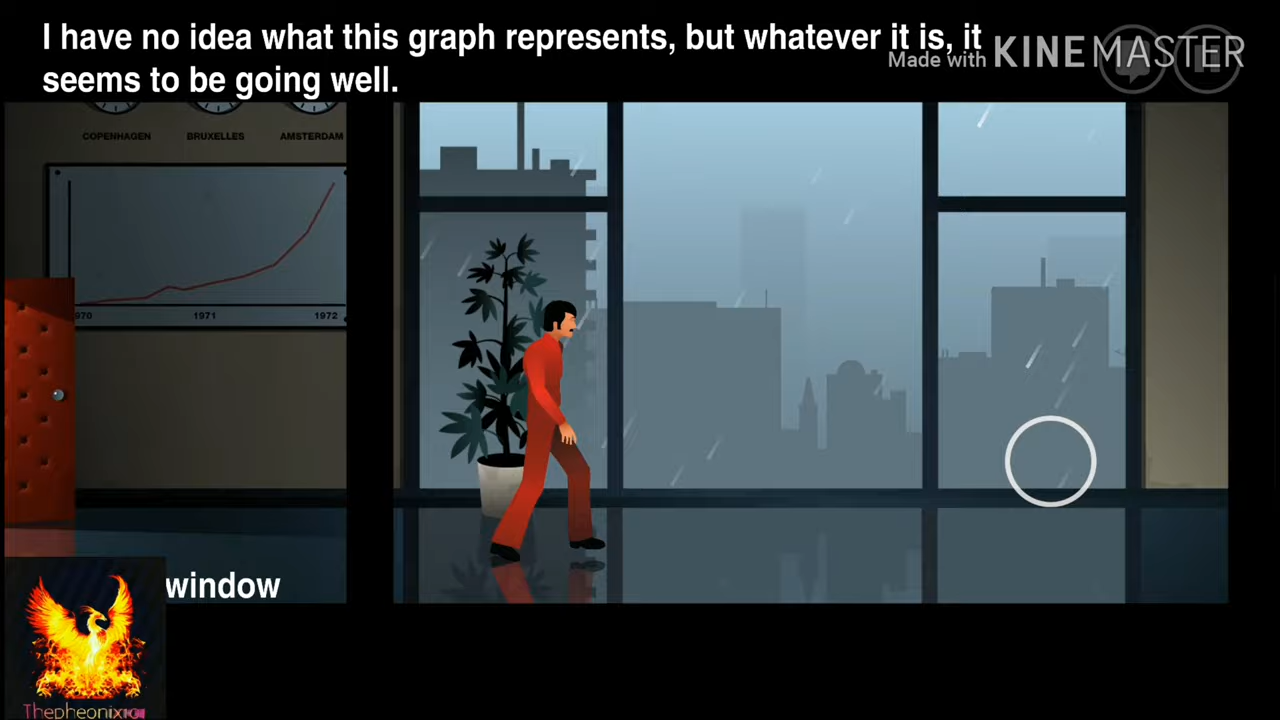 I have no idea what this graph represents, but whatever it is, it
seems to be going well.
Made with KINEMASTER
COPENHAGEN BRUXELLES AMSTERDAM
970 1971 1972
window